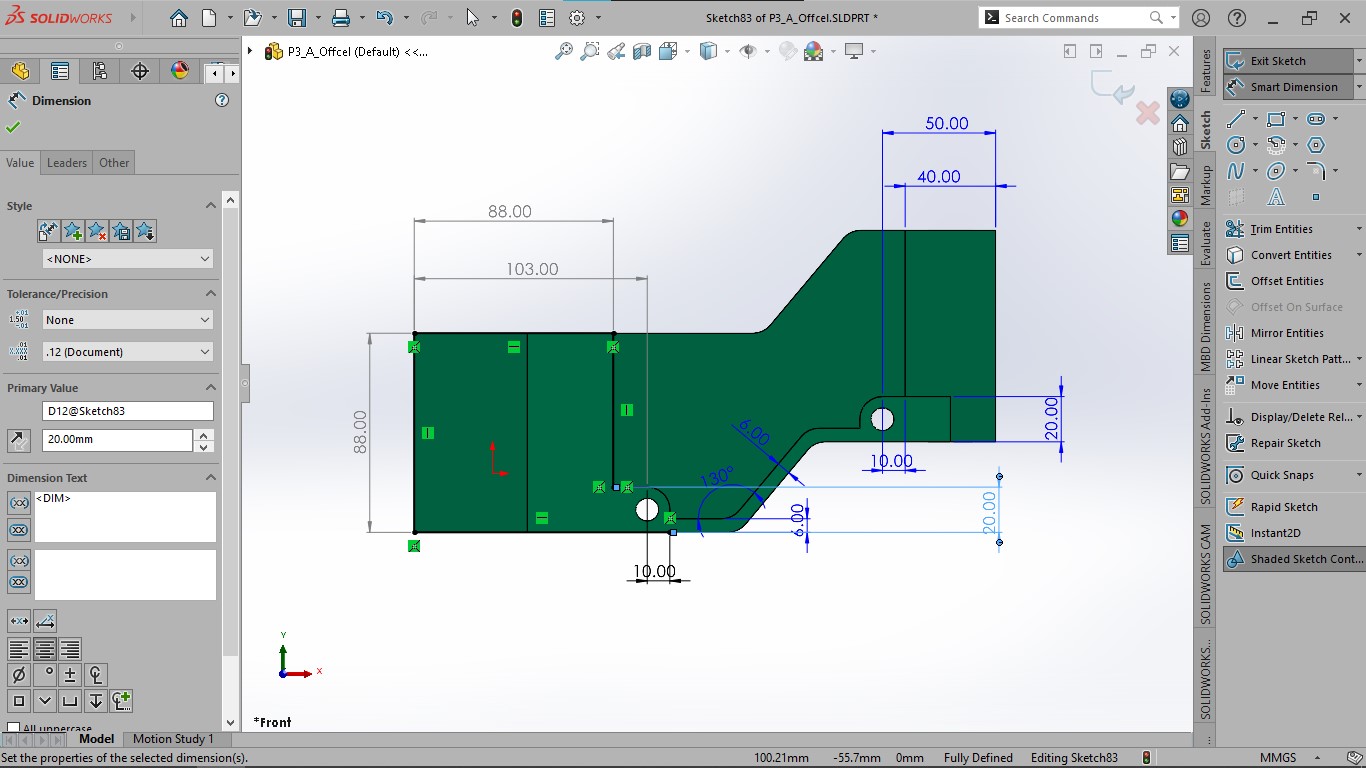 SOLIDWORKS
Sketch83 of P3_A_Offcel.SLDPRT *
Search Commands
P3_A_Offcel (Default) <<...
Dimension
Value
Leaders
Other
Style
<NONE>
Tolerance/Precision
None
.12 (Document)
Primary Value
D12@Sketch83
20.00mm
Dimension Text
<DIM>
All uppercase
50.00
40.00
88.00
103.00
88.00
6.00
130°
10.00
20.00
6.00
20.00
10.00
Y
X
*Front
Features
Sketch
Markup
Evaluate
MBD Dimensions
SOLIDWORKS Add-Ins
SOLIDWORKS CAM
SOLIDWORKS...
Exit Sketch
Smart Dimension
Trim Entities
Convert Entities
Offset Entities
Offset On Surface
Mirror Entities
Linear Sketch Patt...
Move Entities
Display/Delete Rel...
Repair Sketch
Quick Snaps
Rapid Sketch
Instant2D
Shaded Sketch Cont...
Model
Motion Study 1
Set the properties of the selected dimension(s).
100.21mm
-55.7mm
0mm
Fully Defined
Editing Sketch83
MMGS